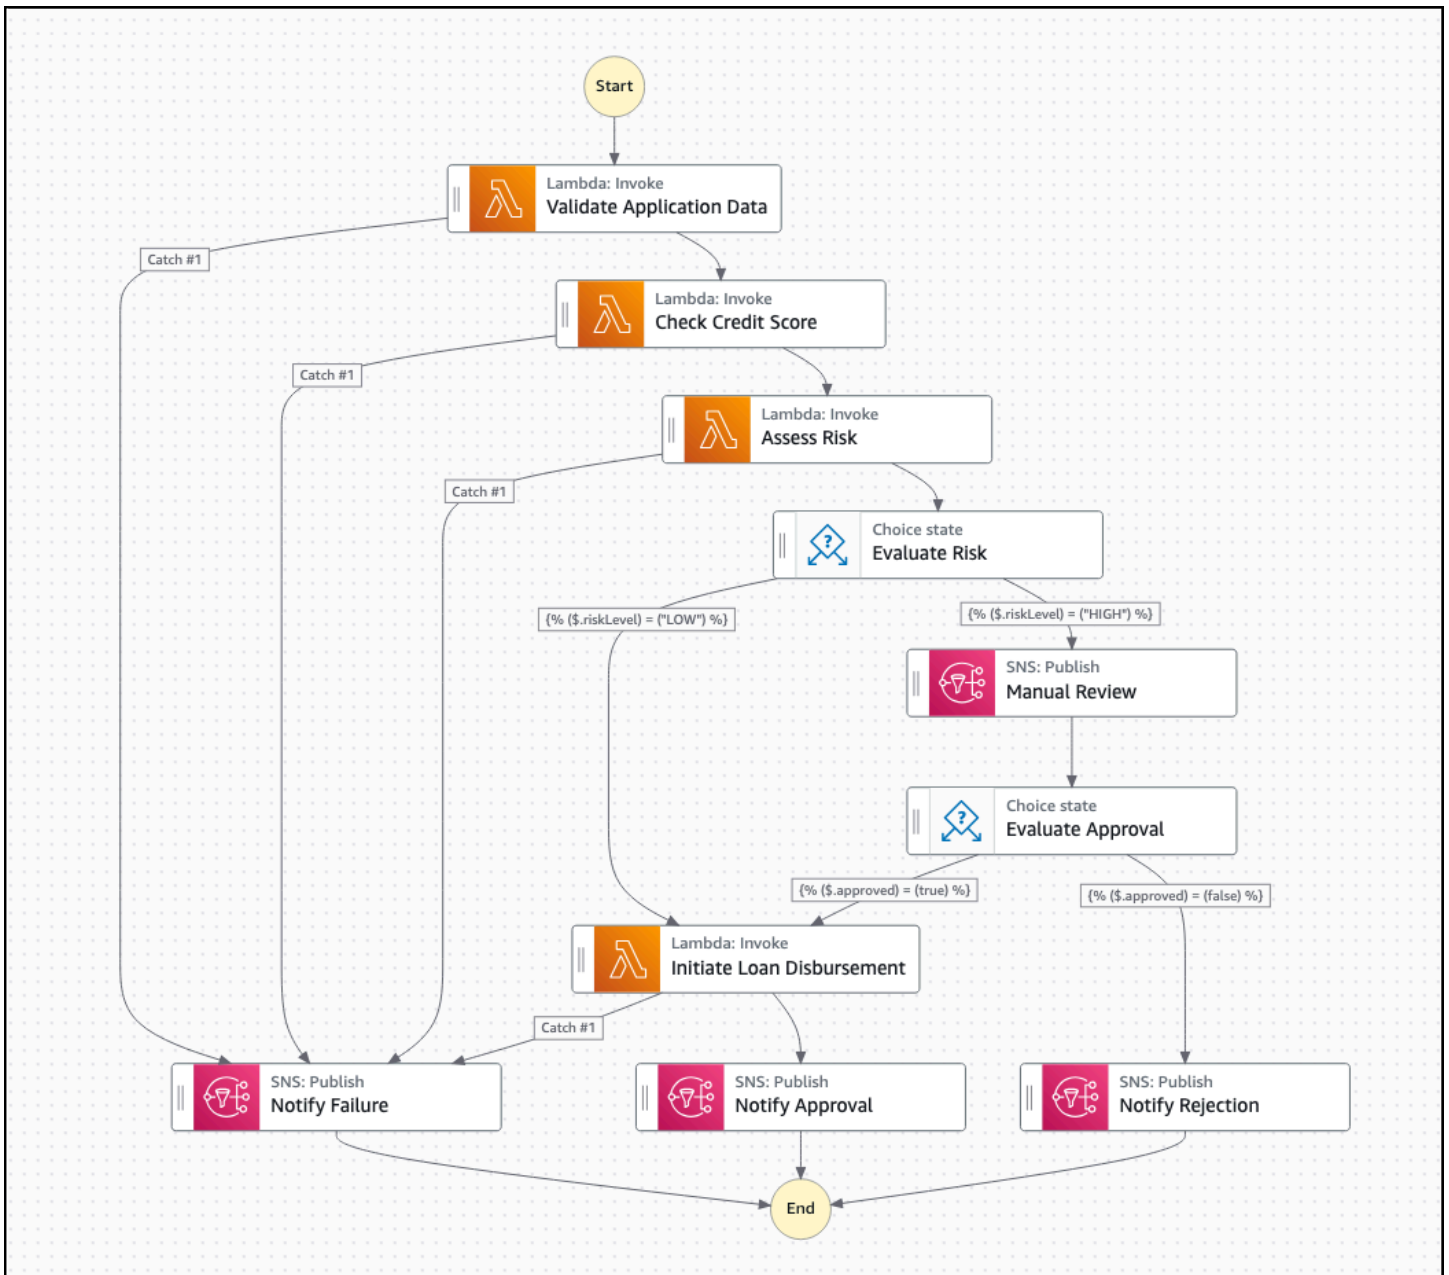 Start
Lambda: Invoke
Validate Application Data
Catch #1
Lambda: Invoke
Check Credit Score
Catch #1
Lambda: Invoke
Assess Risk
Catch #1
Choice state
Evaluate Risk
{% ($.riskLevel) = ("LOW") %}
{% ($.riskLevel) = ("HIGH") %}
SNS: Publish
Manual Review
Choice state
Evaluate Approval
{% ($.approved) = (true) %}
{% ($.approved) = (false) %}
Lambda: Invoke
Initiate Loan Disbursement
Catch #1
SNS: Publish
Notify Failure
SNS: Publish
Notify Approval
SNS: Publish
Notify Rejection
End